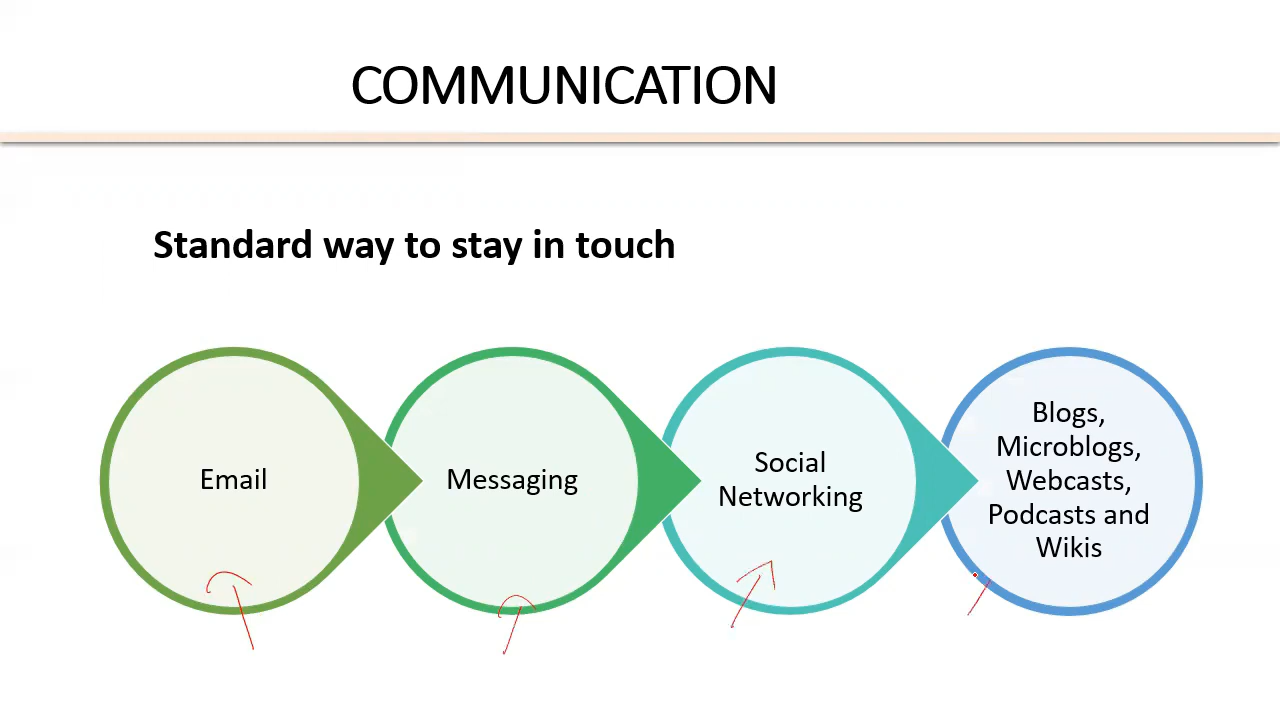 COMMUNICATION
Standard way to stay in touch
Email
Messaging
Social
Networking
Blogs,
Microblogs,
Webcasts,
Podcasts and
Wikis